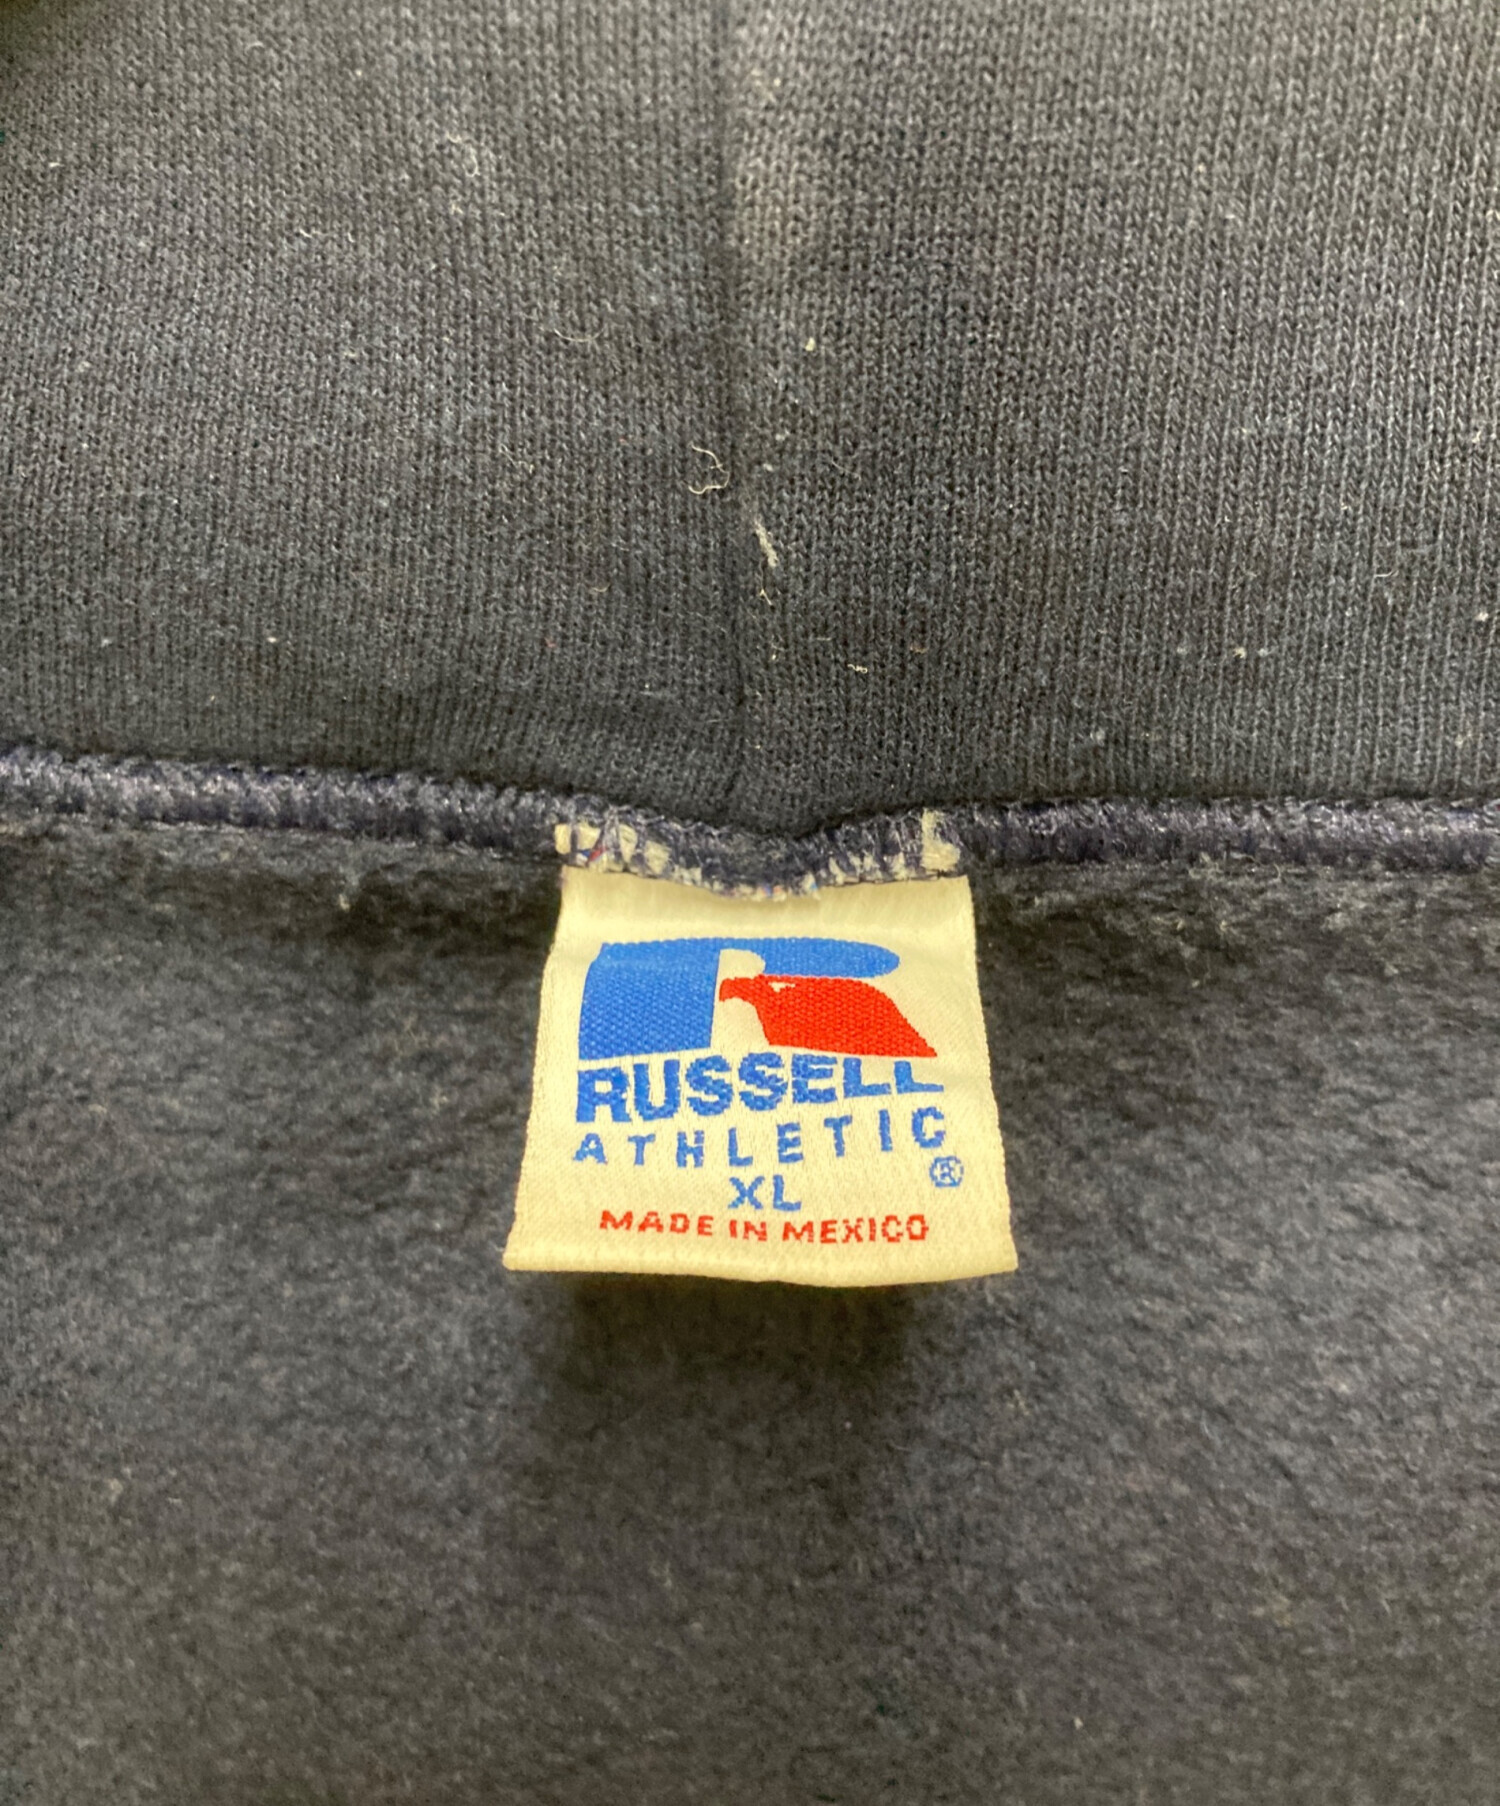 RUSSELL
ATHLETIC
®
XL
MADE IN MEXICO